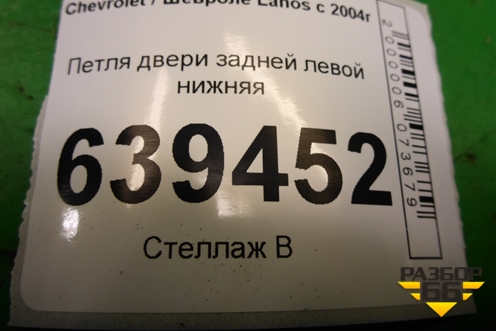 Chevrolet / Шевроле Lanos с 2004г
Петля двери задней левой
нижняя
639452
Стеллаж В
2000006073679
РАЗБОР
66